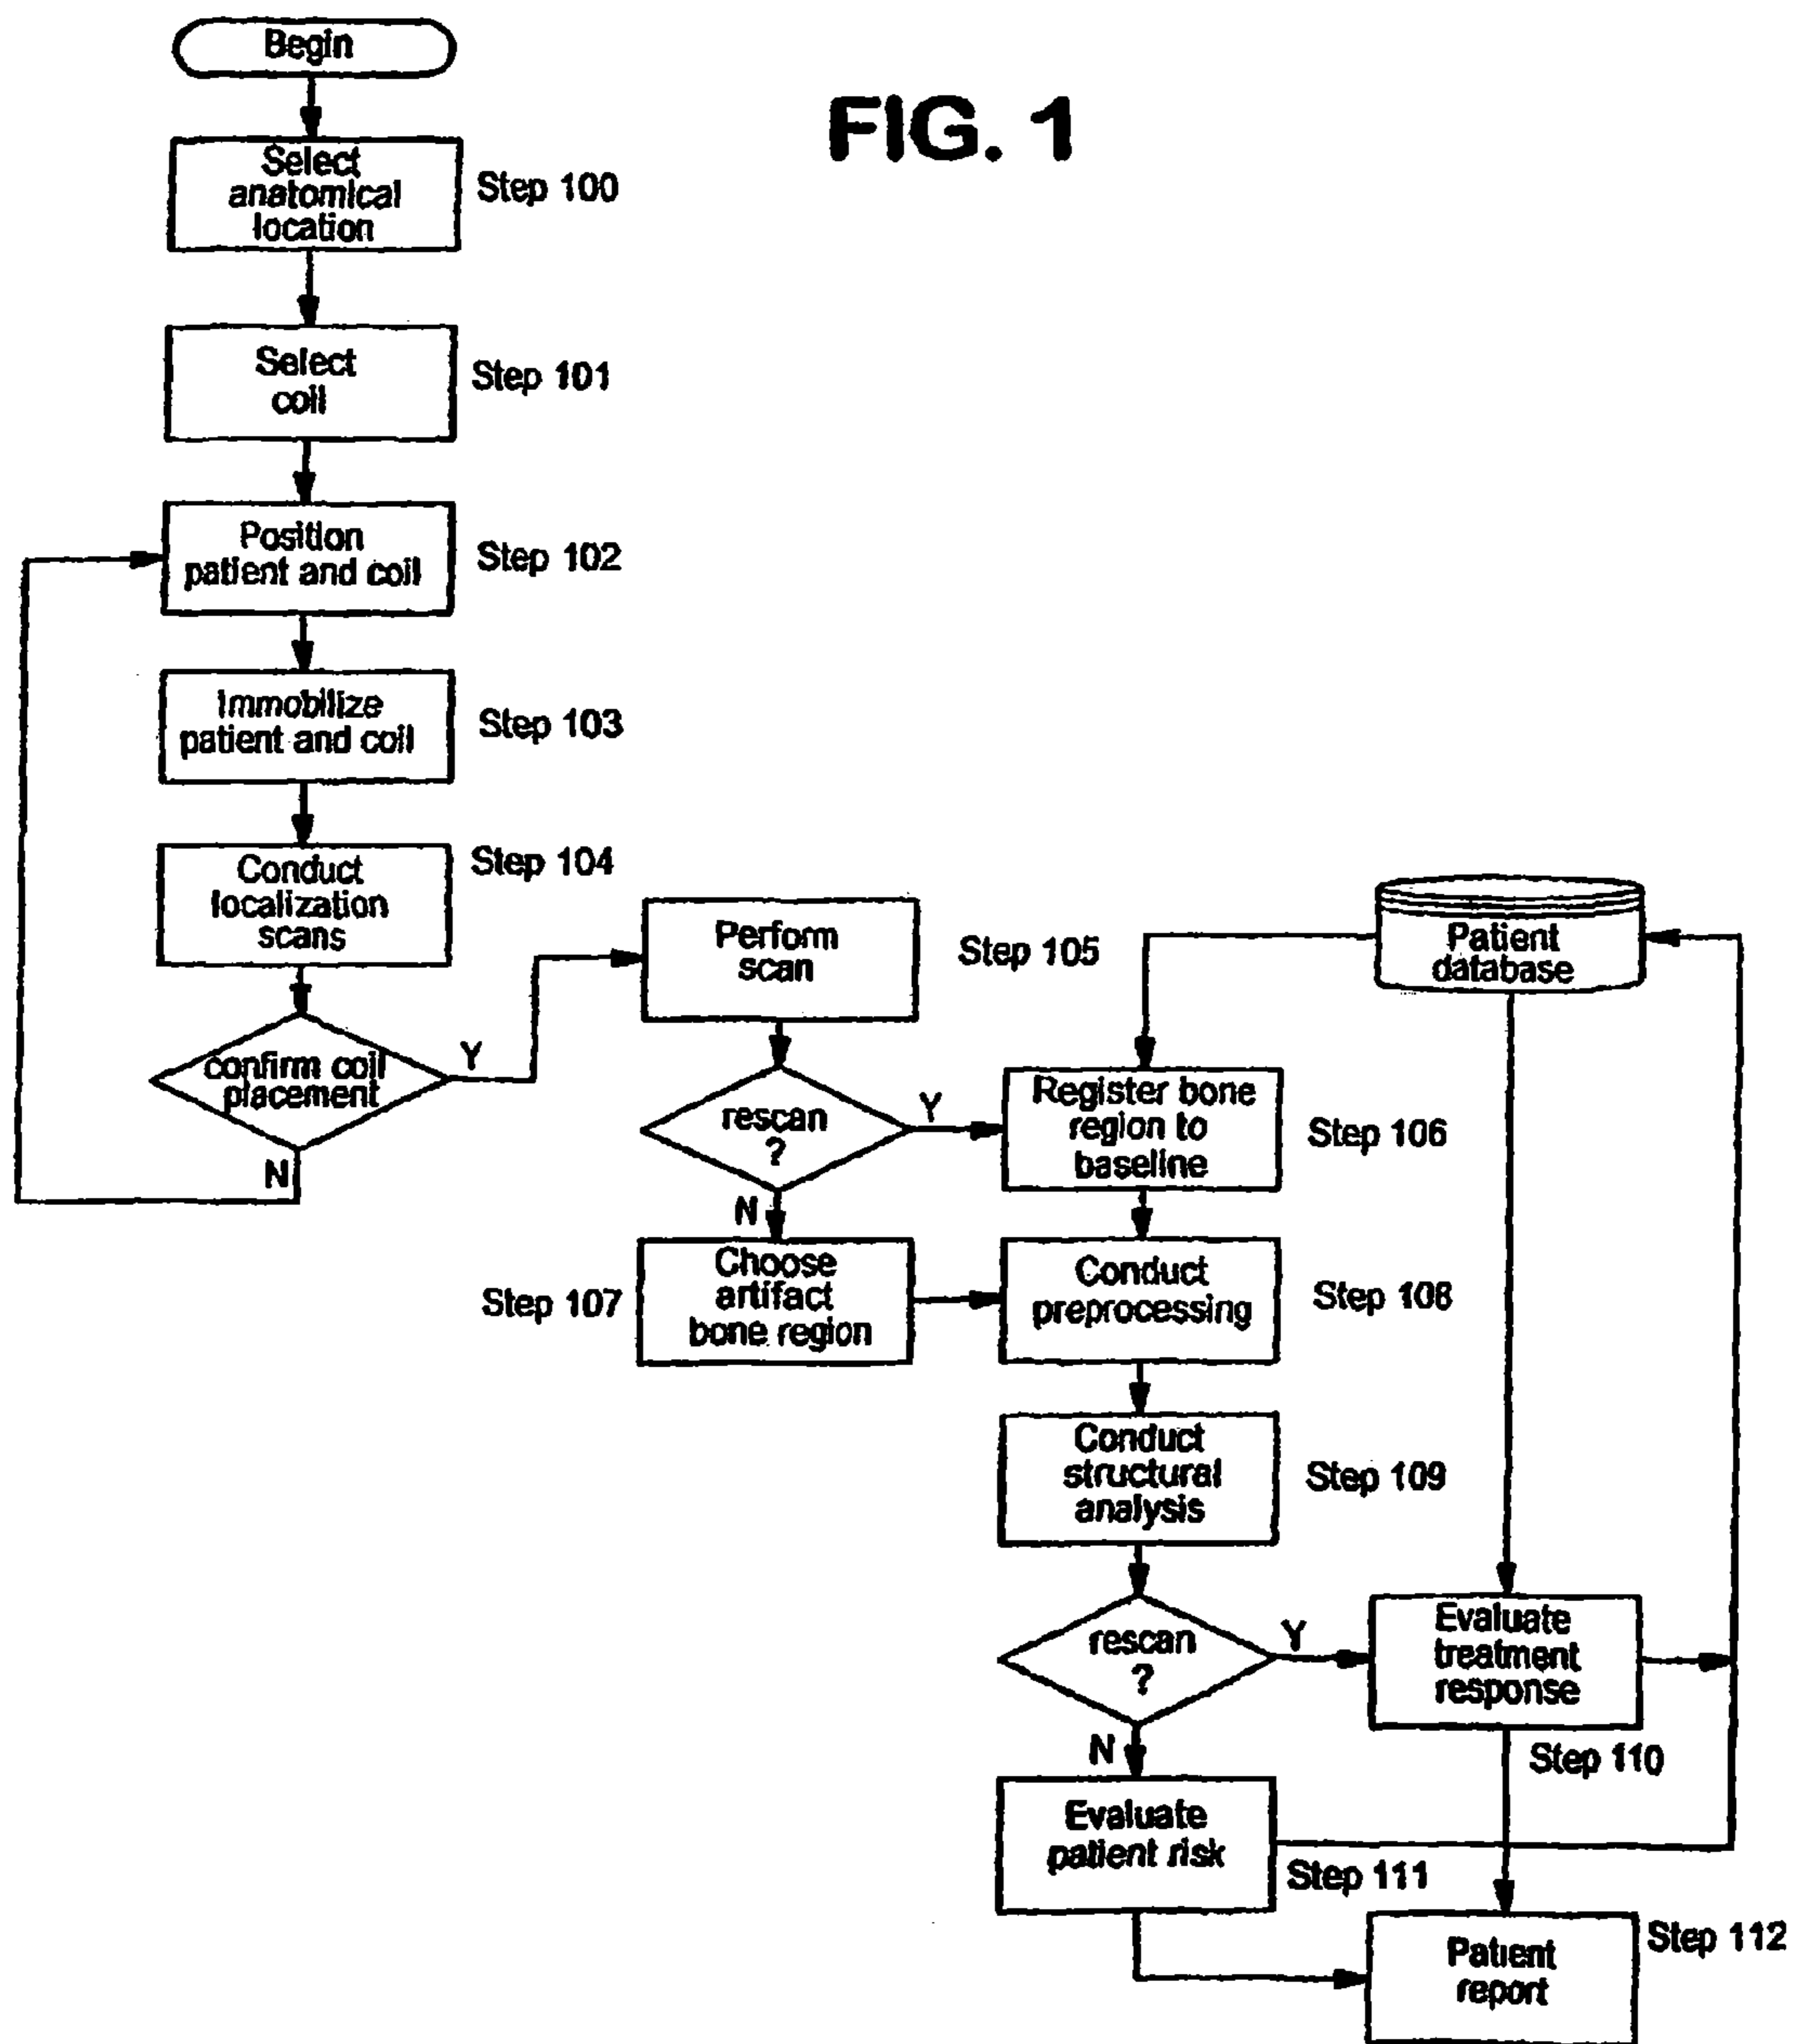 Begin
FIG. 1
Select
anatomical
location
Step 100
Select
coil
Step 101
Position
patient and coil
Step 102
Immobilize
patient and coil
Step 103
Conduct
localization
scans
Step 104
confirm coil
placement
Y
N
Perform
scan
Step 105
rescan
?
Y
N
Patient
database
Register bone
region to
baseline
Step 106
Choose
artifact
bone region
Step 107
Conduct
preprocessing
Step 108
Conduct
structural
analysis
Step 109
rescan
?
Y
N
Evaluate
treatment
response
Step 110
Evaluate
patient risk
Step 111
Patient
report
Step 112